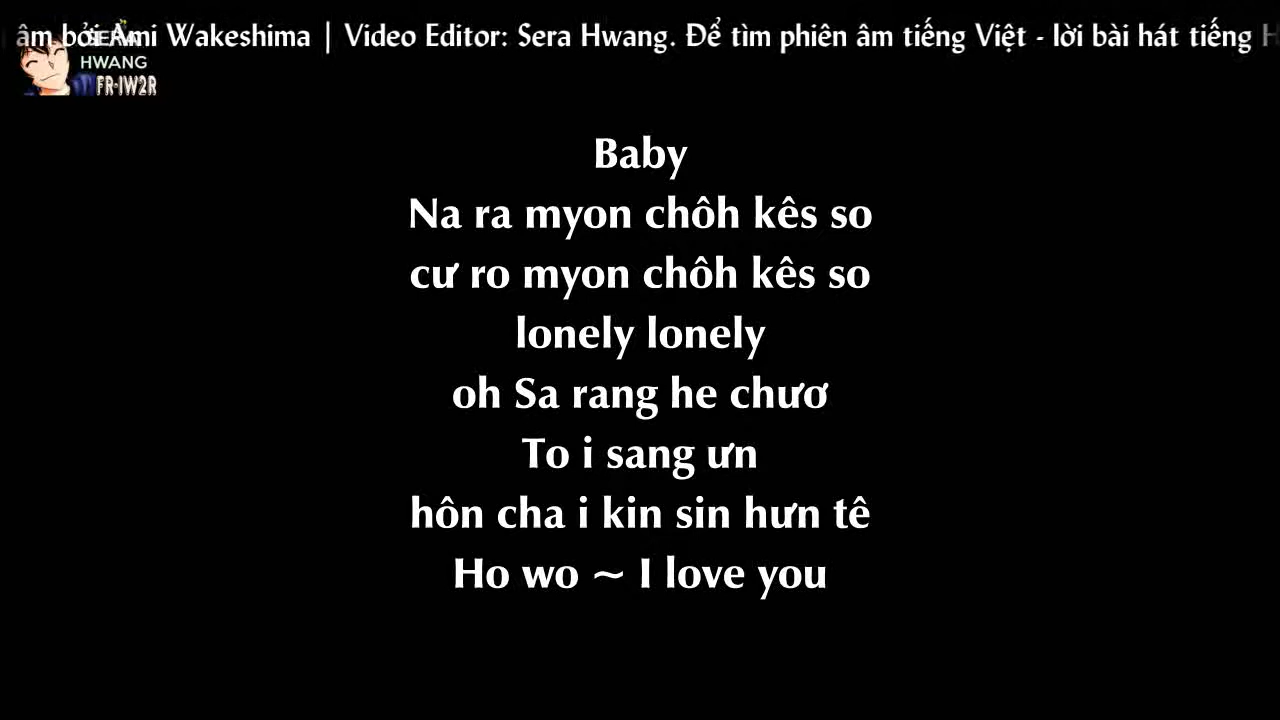 âm bởi Ami Wakeshima | Video Editor: Sera Hwang. Để tìm phiên âm tiếng Việt - lời bài hát tiếng
SERA
HWANG
FR-IW2R
Baby
Na ra myon chôh kês so
cư ro myon chôh kês so
lonely lonely
oh Sa rang he chươ
To i sang ưn
hôn cha i kin sin hưn tê
Ho wo ~ I love you